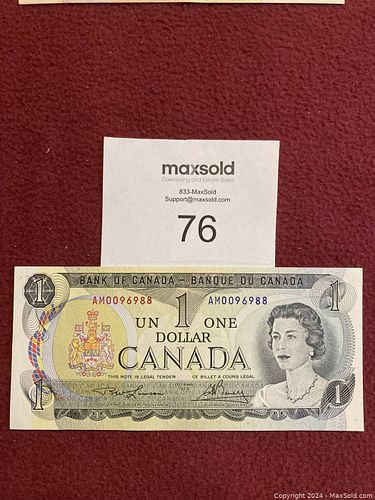 maxsold
Downsizing and Estate Sales
833-MaxSold
Support@maxsold.com
76
BANK OF CANADA – BANQUE DU CANADA
AM0096988 1 AM0096988
1
UN ONE
DOLLAR
CANADA
THIS NOTE IS LEGAL TENDER CE BILLET A COURS LÉGAL
1 1
Copyright © 2024 - MaxSold.com